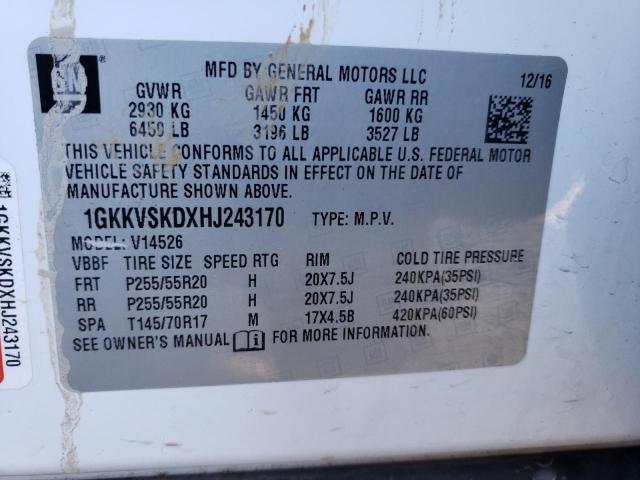 GM
MFD BY GENERAL MOTORS LLC 12/16
GVWR GAWR FRT GAWR RR
2930 KG 1450 KG 1600 KG
6459 LB 3196 LB 3527 LB
THIS VEHICLE CONFORMS TO ALL APPLICABLE U.S. FEDERAL MOTOR
VEHICLE SAFETY STANDARDS IN EFFECT ON THE DATE OF
MANUFACTURE SHOWN ABOVE.
1GKKVSKDXHJ243170 TYPE: M.P.V.
MODEL: V14526
VBBF TIRE SIZE SPEED RTG RIM COLD TIRE PRESSURE
FRT P255/55R20 H 20X7.5J 240KPA(35PSI)
RR P255/55R20 H 20X7.5J 240KPA(35PSI)
SPA T145/70R17 M 17X4.5B 420KPA(60PSI)
SEE OWNER'S MANUAL FOR MORE INFORMATION.
1GKKVSKDXHJ243170